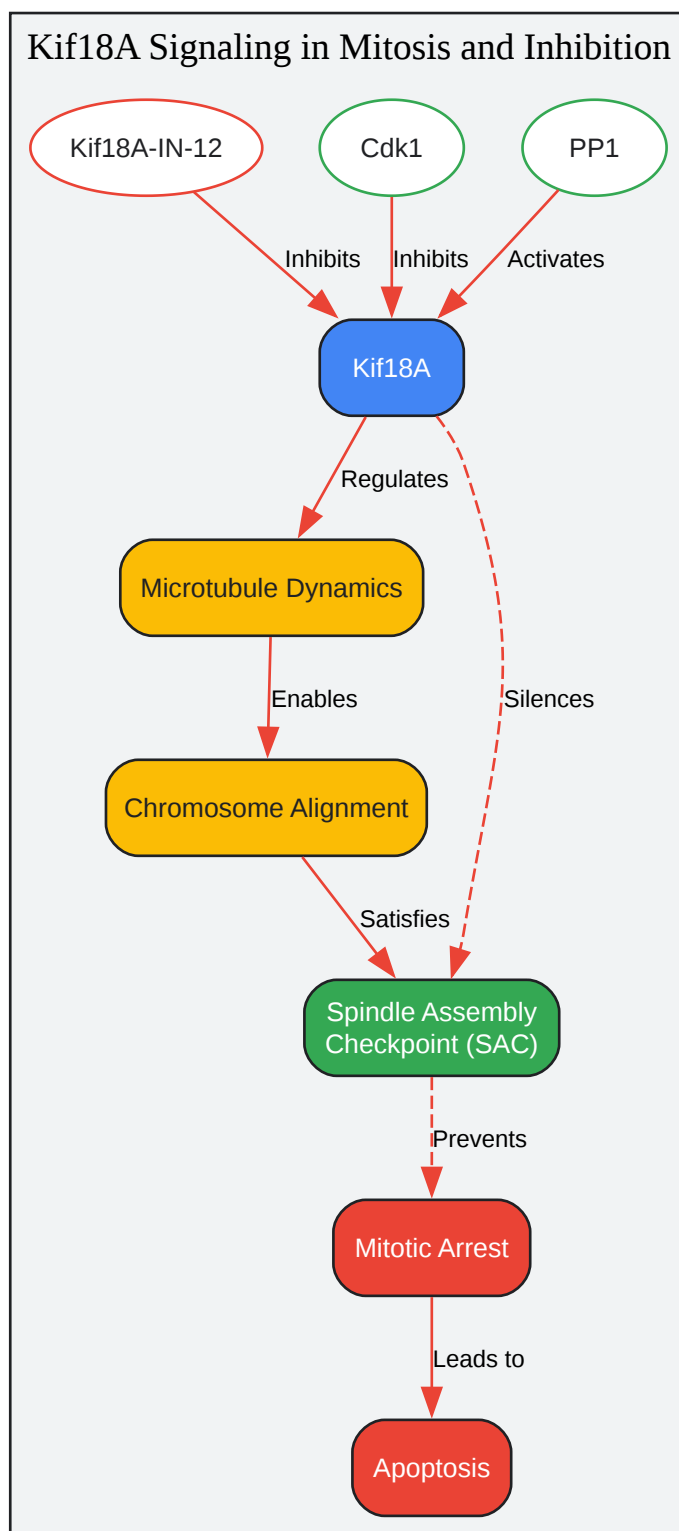 Kif18A Signaling in Mitosis and Inhibition
Kif18A-IN-12
Cdk1
PP1
Inhibits
Inhibits
Activates
Kif18A
Regulates
Microtubule Dynamics
Enables
Silences
Chromosome Alignment
Satisfies
Spindle Assembly
Checkpoint (SAC)
Prevents
Mitotic Arrest
Leads to
Apoptosis